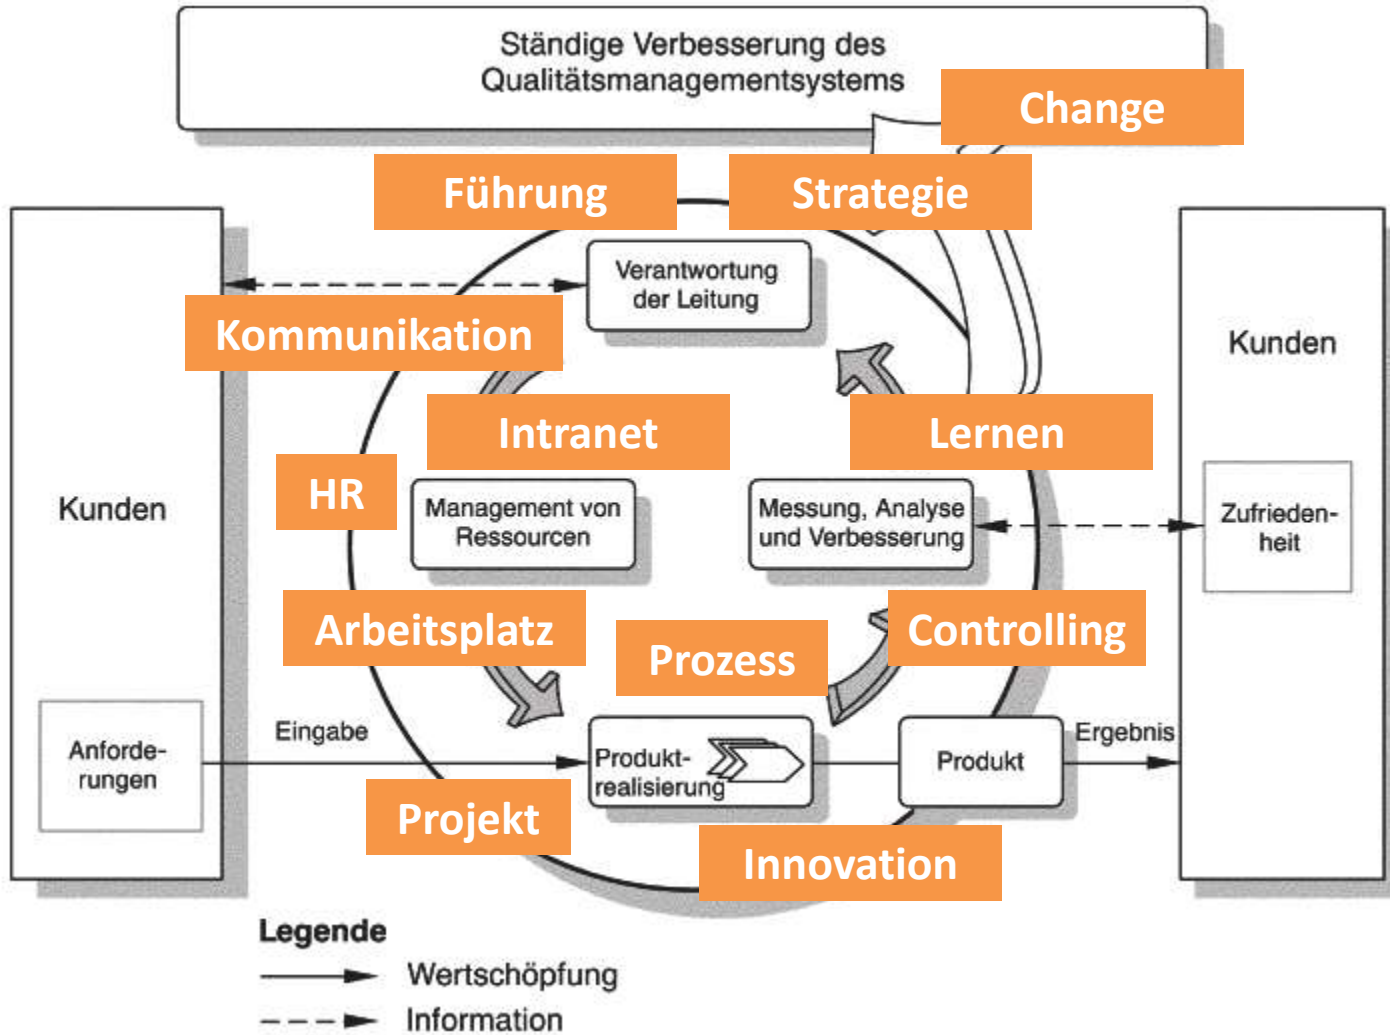 Ständige Verbesserung des
Qualitätsmanagementsystems
Change
Führung
Strategie
Verantwortung
der Leitung
Kommunikation
Kunden
Intranet
Lernen
HR
Kunden
Management von
Ressourcen
Messung, Analyse
und Verbesserung
Zufrieden-
heit
Arbeitsplatz
Prozess
Controlling
Anforde-
rungen
Eingabe
Produkt-
realisierung
Produkt
Ergebnis
Projekt
Innovation
Legende
Wertschöpfung
Information